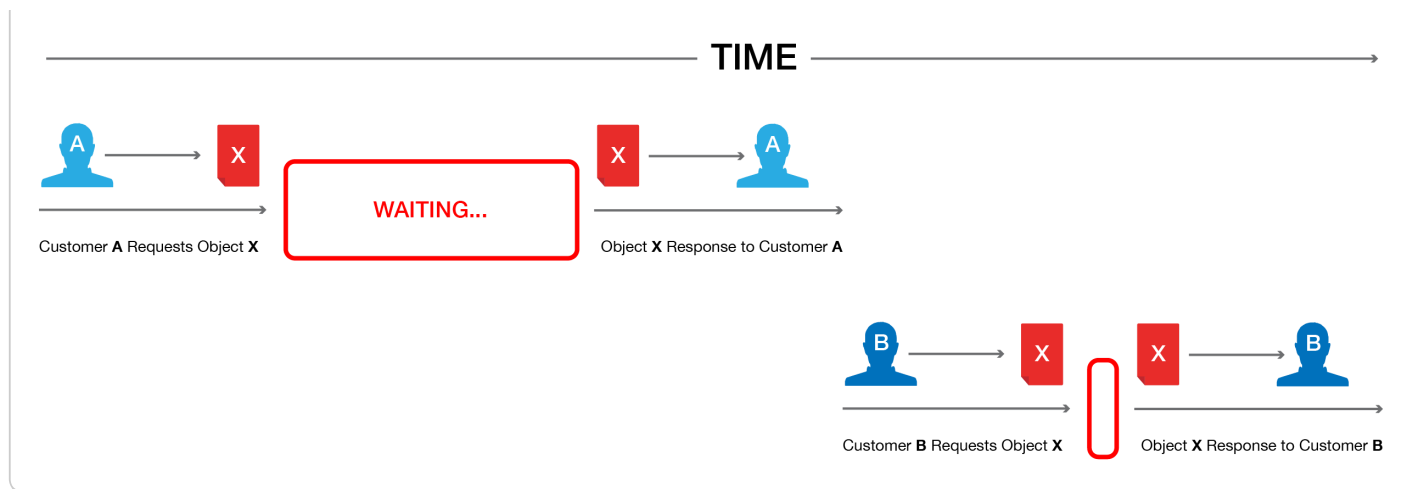 TIME
A
X
X
A
WAITING...
Customer A Requests Object X
Object X Response to Customer A
B
X
X
B
Customer B Requests Object X
Object X Response to Customer B